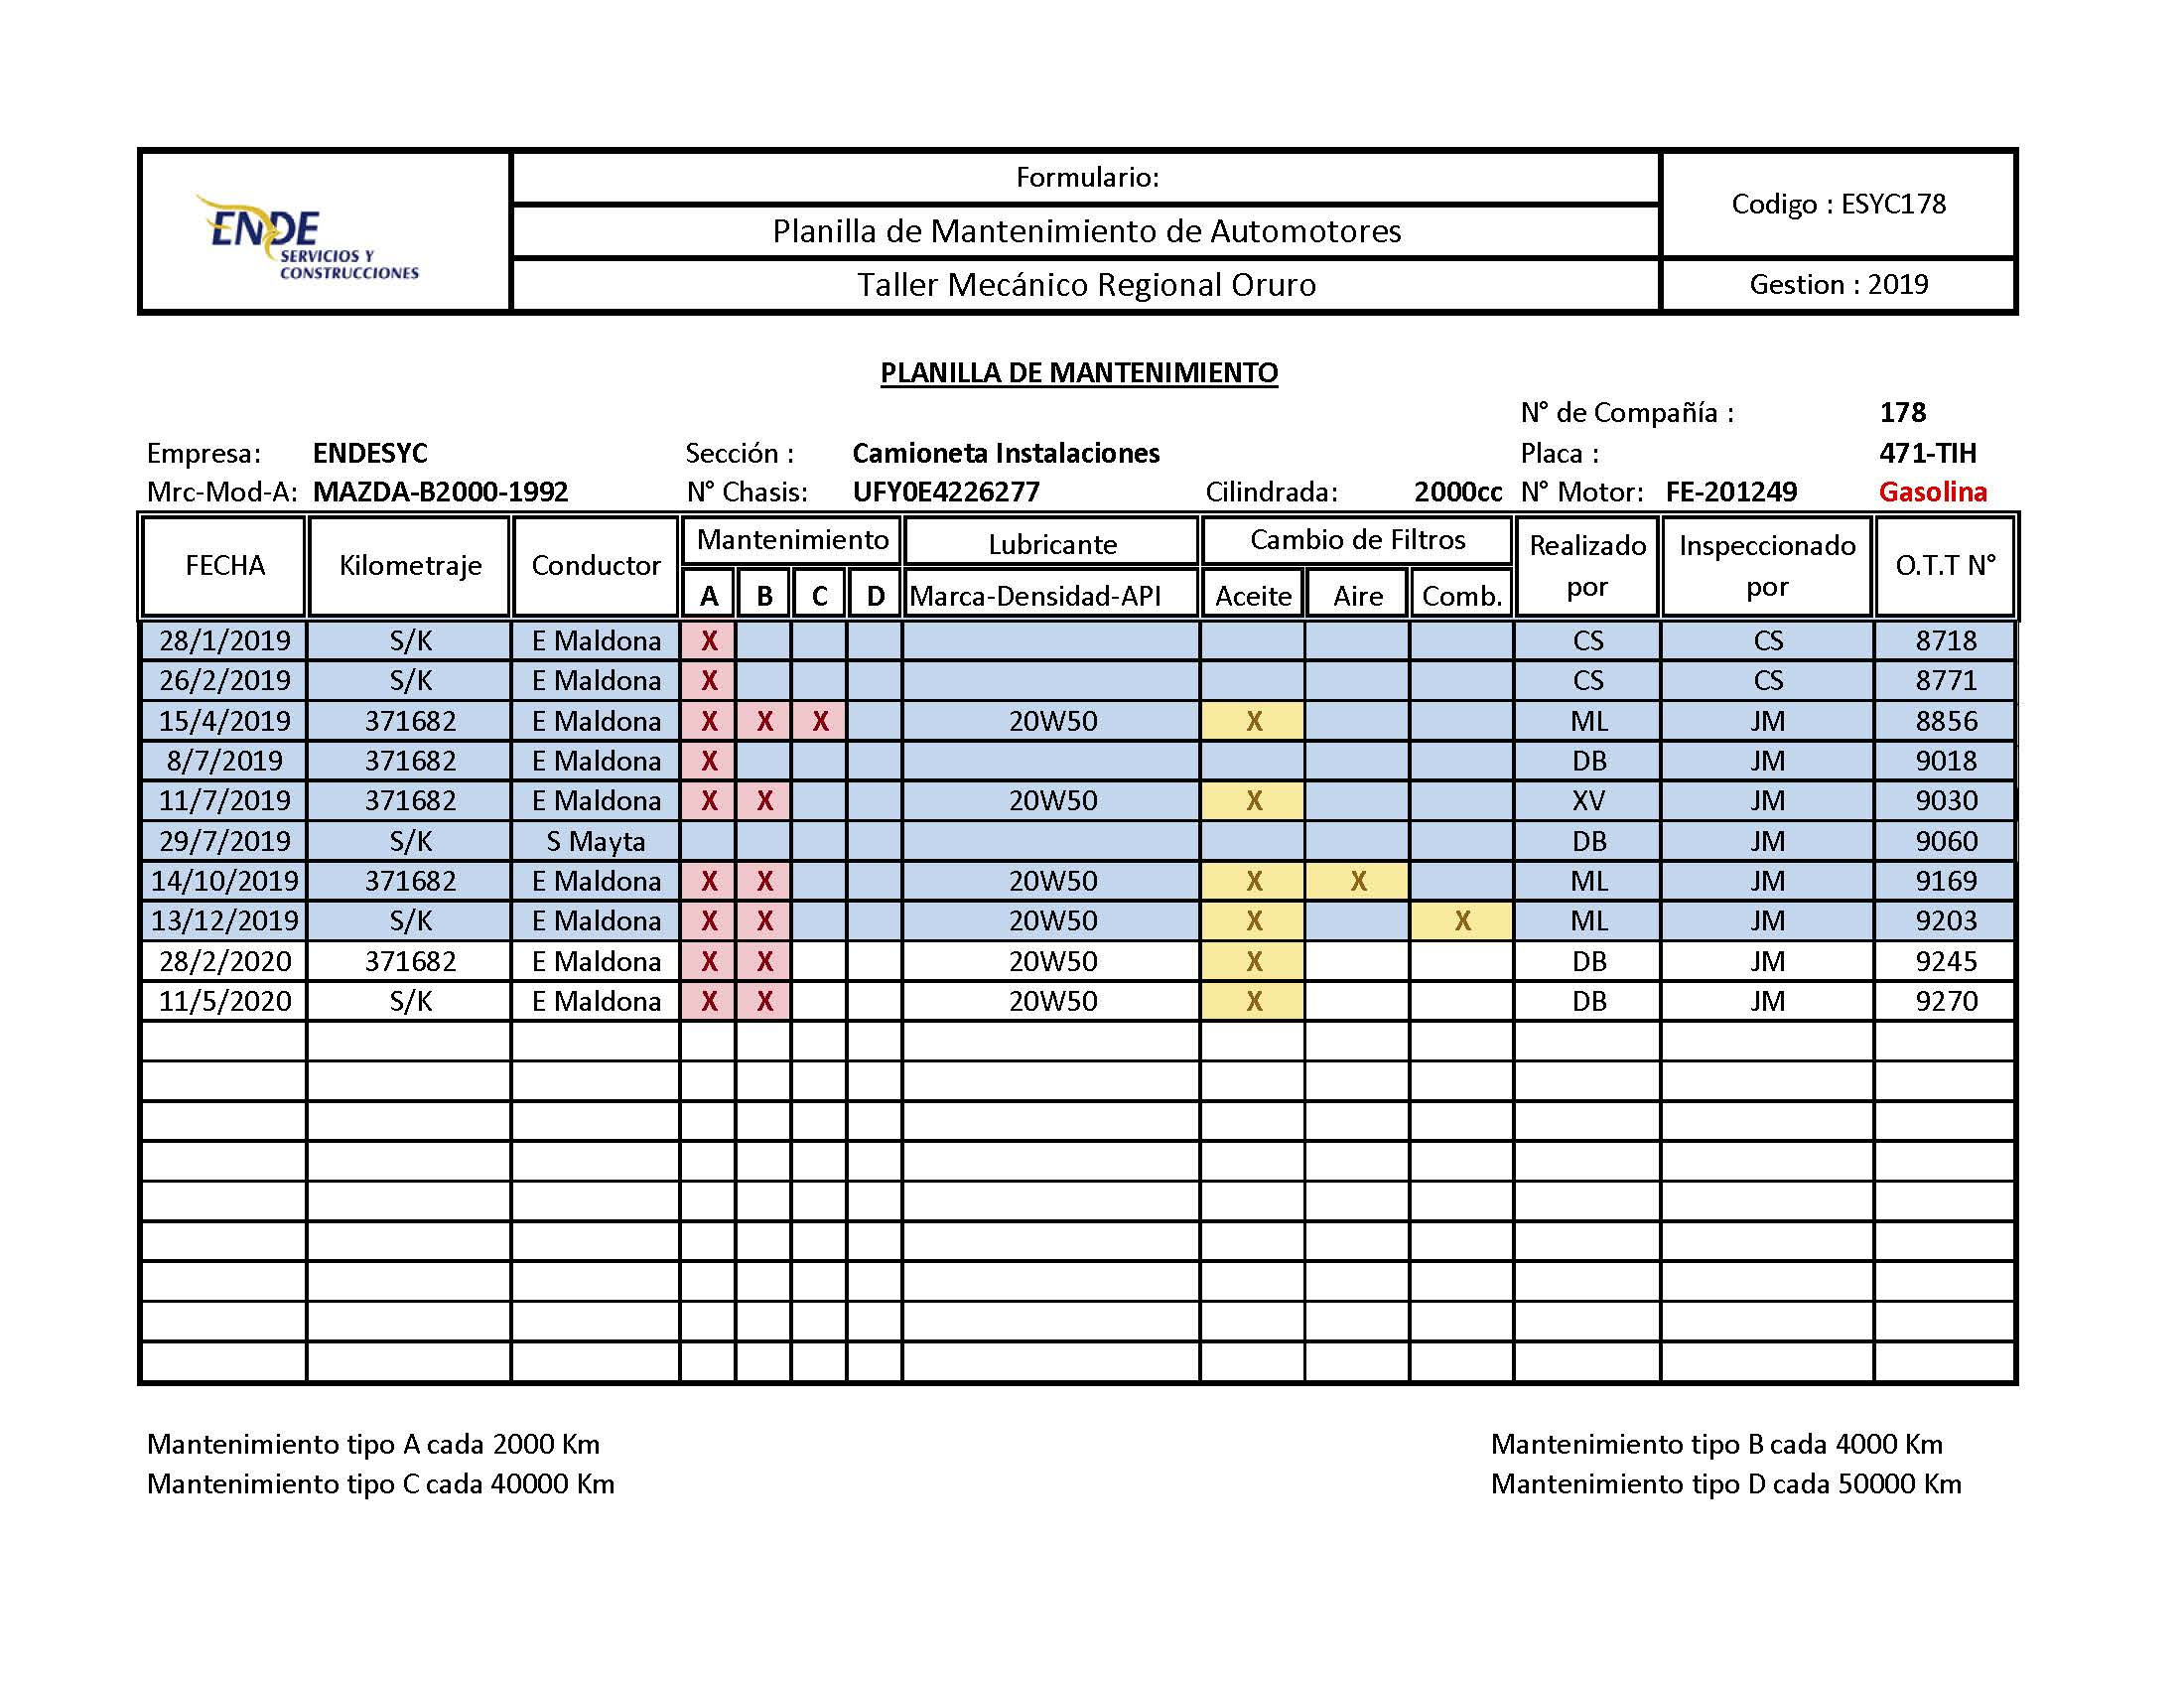 ENDE
SERVICIOS Y
CONSTRUCCIONES
Formulario:
Planilla de Mantenimiento de Automotores
Taller Mecánico Regional Oruro
Codigo : ESYC178
Gestion : 2019
PLANILLA DE MANTENIMIENTO
N° de Compañía : 178
Empresa: ENDESYC Sección : Camioneta Instalaciones Placa : 471-TIH
Mrc-Mod-A: MAZDA-B2000-1992 N° Chasis: UFY0E4226277 Cilindrada: 2000cc N° Motor: FE-201249 Gasolina
FECHA Kilometraje Conductor Mantenimiento Lubricante Cambio de Filtros Realizado por Inspeccionado por O.T.T N°
A B C D Marca-Densidad-API Aceite Aire Comb.
28/1/2019 S/K E Maldona X CS CS 8718
26/2/2019 S/K E Maldona X CS CS 8771
15/4/2019 371682 E Maldona X X X 20W50 X ML JM 8856
8/7/2019 371682 E Maldona X DB JM 9018
11/7/2019 371682 E Maldona X X 20W50 X XV JM 9030
29/7/2019 S/K S Mayta DB JM 9060
14/10/2019 371682 E Maldona X X 20W50 X X ML JM 9169
13/12/2019 S/K E Maldona X X 20W50 X X ML JM 9203
28/2/2020 371682 E Maldona X X 20W50 X DB JM 9245
11/5/2020 S/K E Maldona X X 20W50 X DB JM 9270
Mantenimiento tipo A cada 2000 Km Mantenimiento tipo B cada 4000 Km
Mantenimiento tipo C cada 40000 Km Mantenimiento tipo D cada 50000 Km